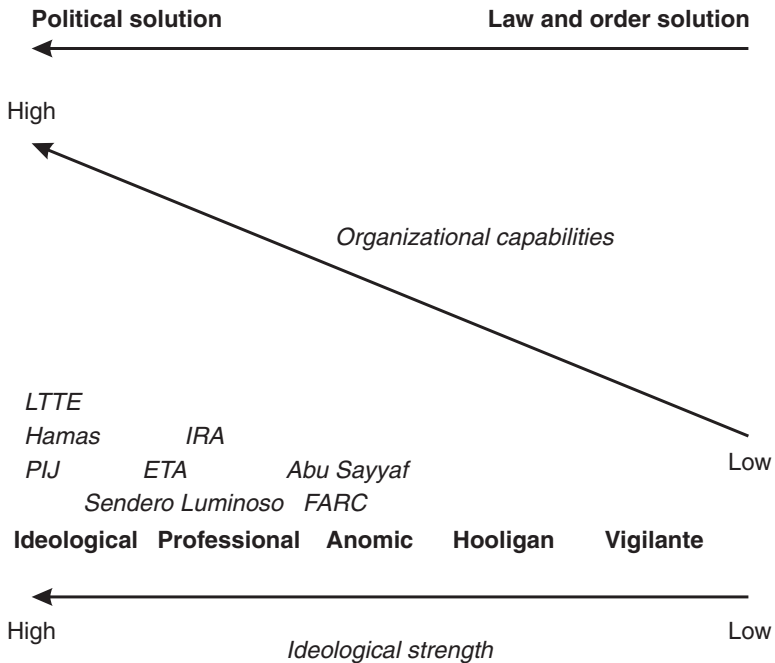 Political solution Law and order solution
High
Organizational capabilities
LTTE
Hamas IRA
Low
PIJ ETA Abu Sayyaf
Sendero Luminoso FARC
Ideological Professional Anomic Hooligan Vigilante
High Low
Ideological strength